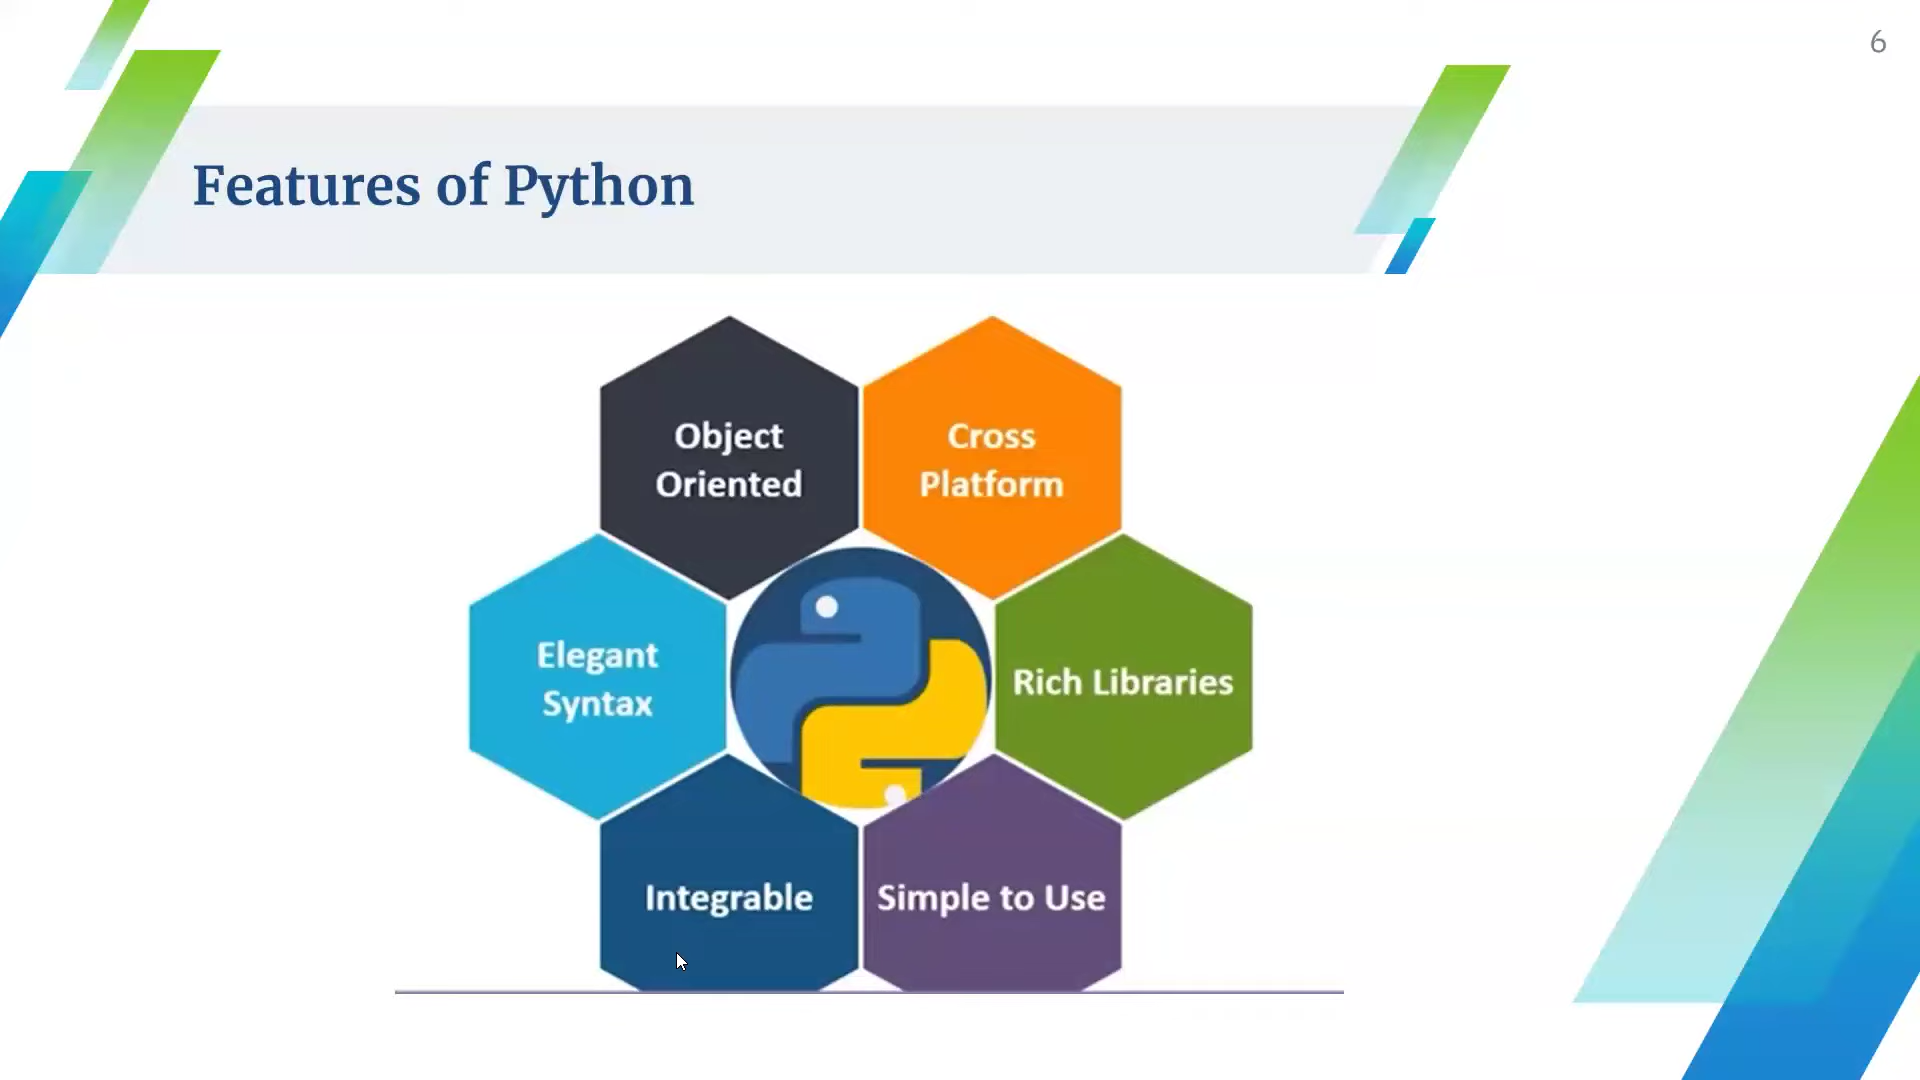 6
Features of Python
Object
Oriented
Cross
Platform
Elegant
Syntax
Rich Libraries
Integrable
Simple to Use